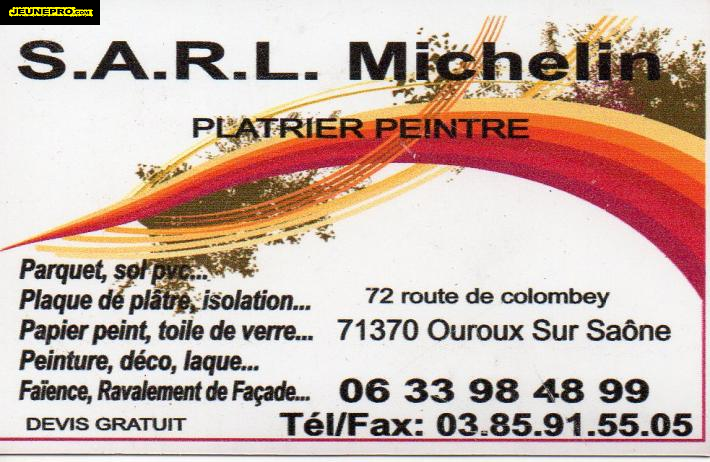 JEUNEPRO.COM
S.A.R.L. Michelin
PLATRIER PEINTRE
Parquet, sol pvc...
Plaque de plâtre, isolation...
Papier peint, toile de verre...
Peinture, déco, laque...
Faïence, Ravalement de Façade...
DEVIS GRATUIT
72 route de colombey
71370 Ouroux Sur Saône
06 33 98 48 99
Tél/Fax: 03.85.91.55.05